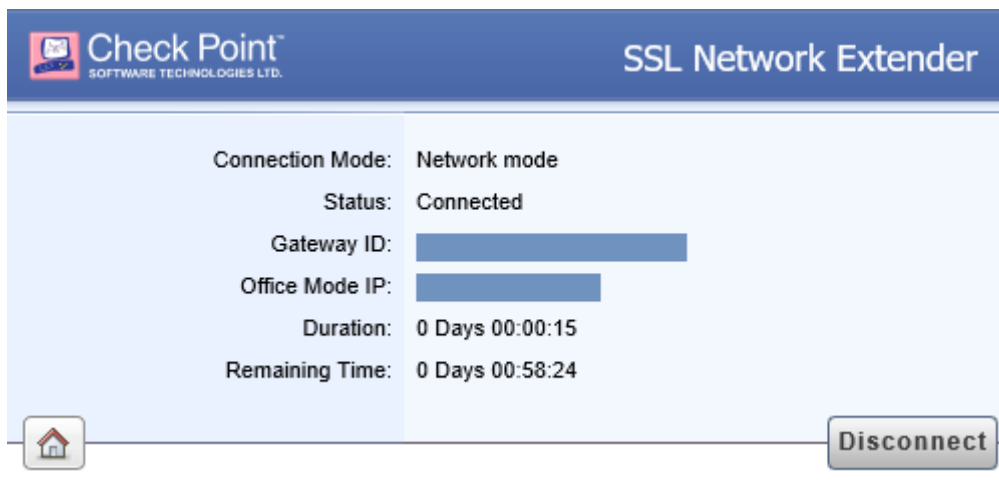 Check Point™
SOFTWARE TECHNOLOGIES LTD.
SSL Network Extender
Connection Mode: Network mode
Status: Connected
Gateway ID:
Office Mode IP:
Duration: 0 Days 00:00:15
Remaining Time: 0 Days 00:58:24
Disconnect